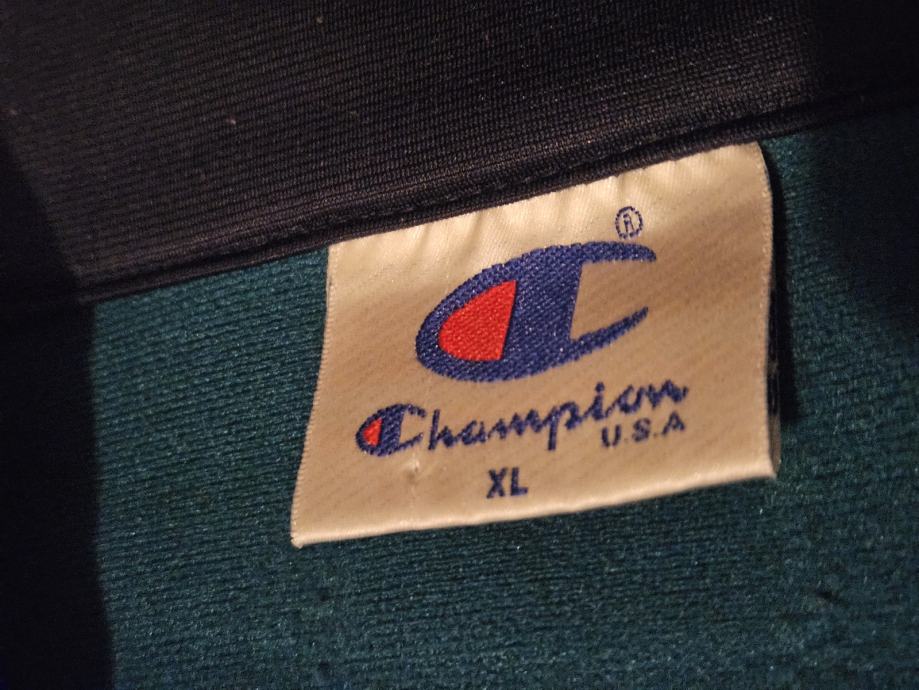 ®
Champion
U.S.A
XL